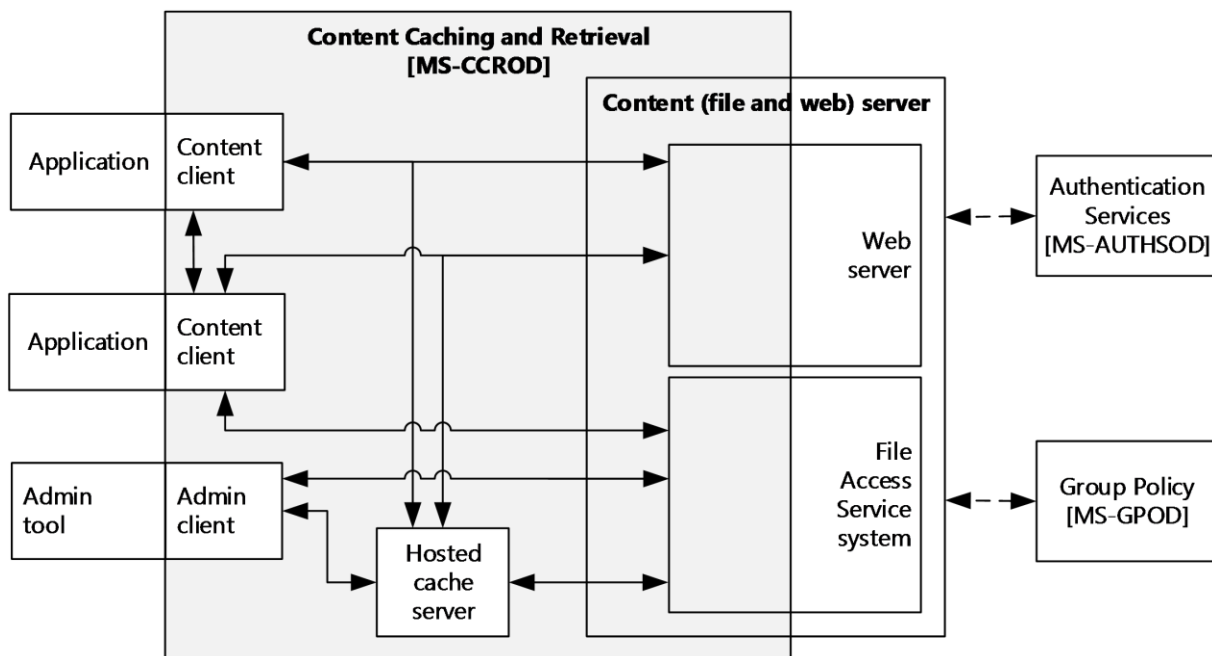 Content Caching and Retrieval
[MS-CCROD]
Content (file and web) server
Application
Content
client
Web
server
Authentication
Services
[MS-AUTHSOD]
Application
Content
client
Admin
tool
Admin
client
Hosted
cache
server
File
Access
Service
system
Group Policy
[MS-GPOD]